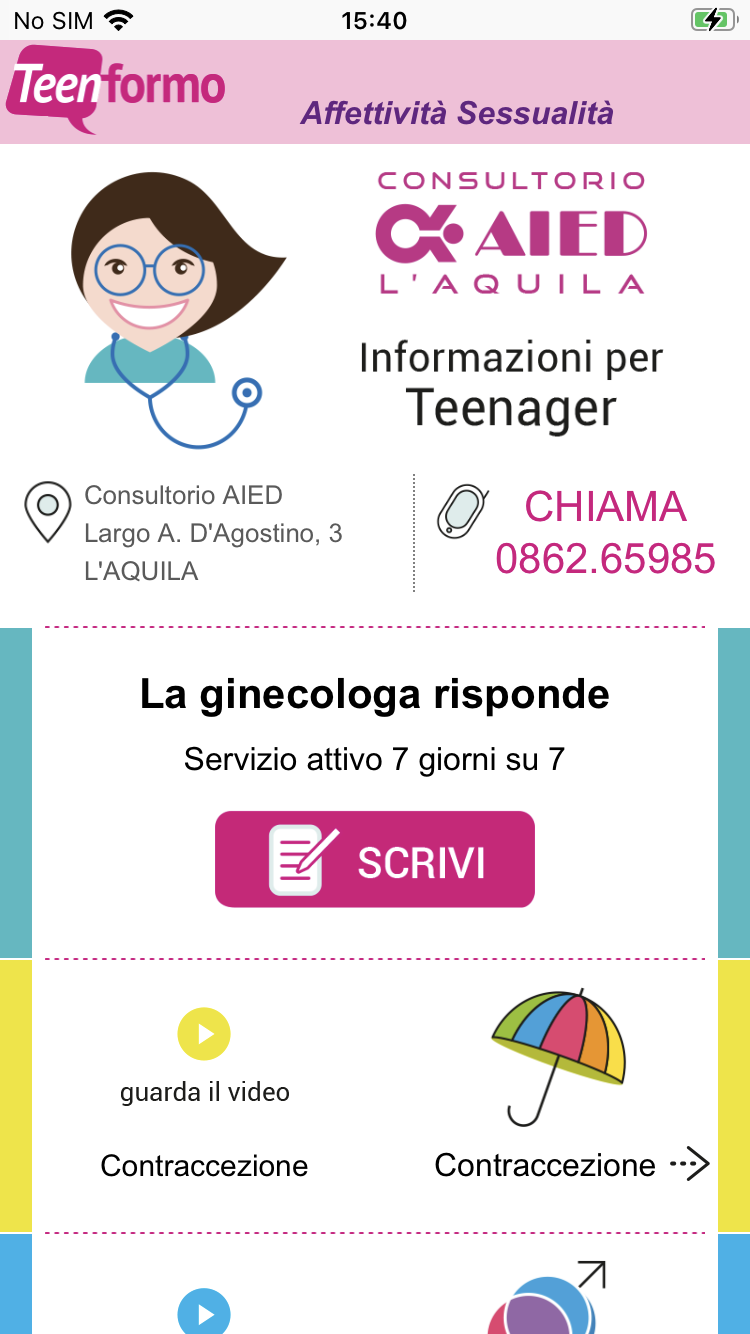 No SIM 15:40
Teenformo
Affettività Sessualità
CONSULTORIO
AIED
L'AQUILA
Informazioni per
Teenager
Consultorio AIED
Largo A. D'Agostino, 3
L'AQUILA
CHIAMA
0862.65985
La ginecologa risponde
Servizio attivo 7 giorni su 7
SCRIVI
guarda il video
Contraccezione
Contraccezione